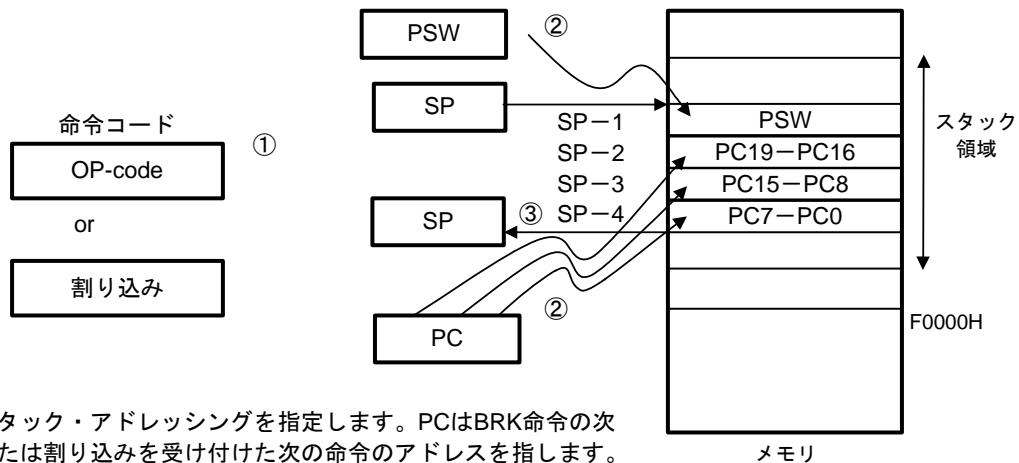 PSW
②
SP
命令コード
①
OP-code
or
割り込み
SP－1
SP－2
SP－3
SP－4
PSW
PC19－PC16
PC15－PC8
PC7－PC0
スタック
領域
SP
③
②
PC
F0000H
メモリ
タック・アドレッシングを指定します。PCはBRK命令の次
たは割り込みを受け付けた次の命令のアドレスを指します。